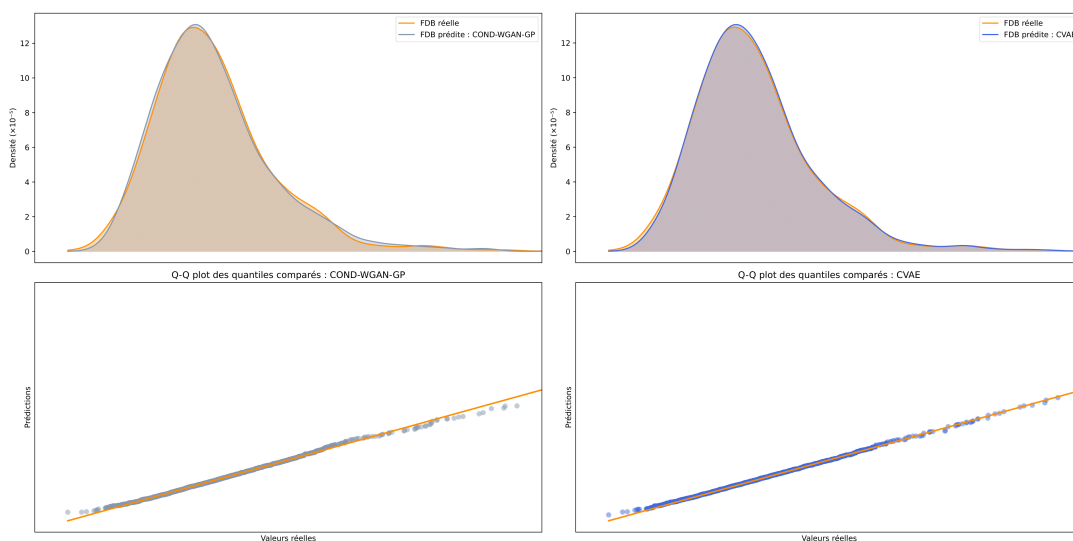 FDB réelle
FDB prédite : COND-WGAN-GP
12
10
8
6
4
2
0
Densité (×10⁻⁵)
FDB réelle
FDB prédite : CVAE
12
10
8
6
4
2
0
Densité (×10⁻⁵)
Q-Q plot des quantiles comparés : COND-WGAN-GP
Prédictions
Valeurs réelles
Q-Q plot des quantiles comparés : CVAE
Prédictions
Valeurs réelles